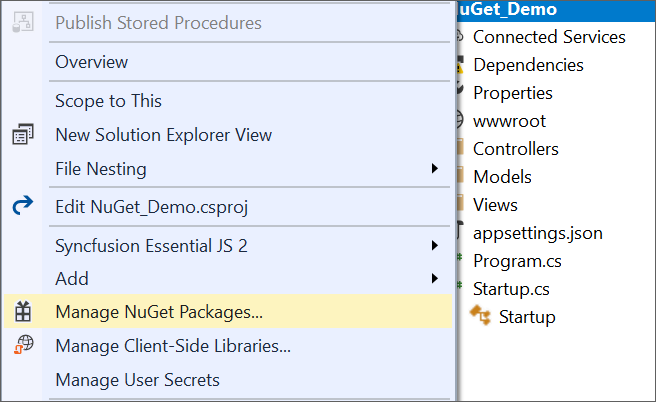 Publish Stored Procedures
Overview
Scope to This
New Solution Explorer View
File Nesting
Edit NuGet_Demo.csproj
Syncfusion Essential JS 2
Add
Manage NuGet Packages...
Manage Client-Side Libraries...
Manage User Secrets
uGet_Demo
Connected Services
Dependencies
Properties
wwwroot
Controllers
Models
Views
appsettings.json
Program.cs
Startup.cs
Startup